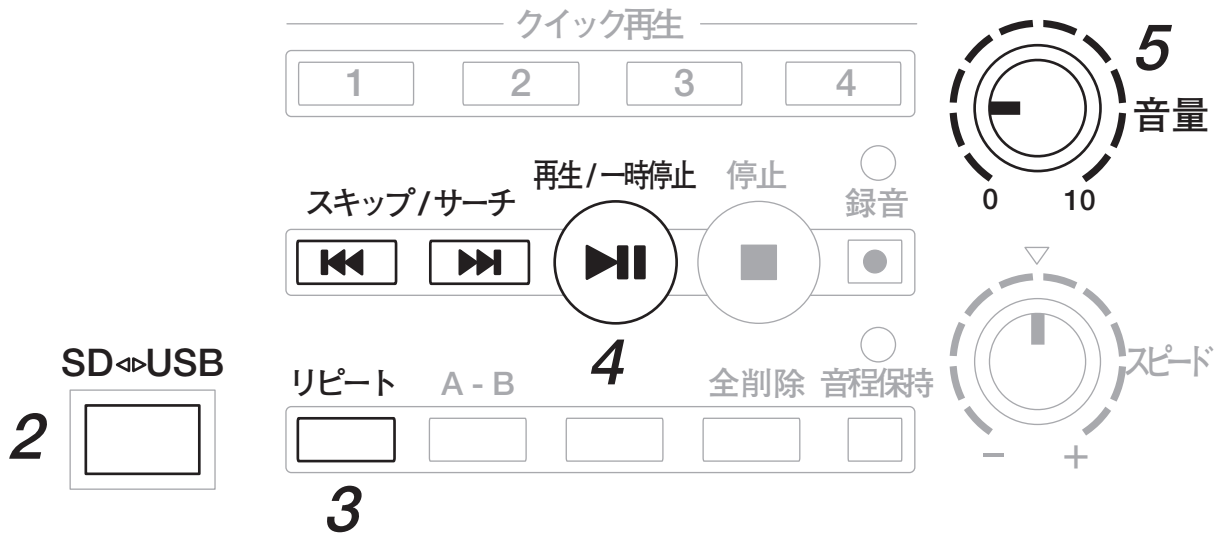 クイック再生
1 2 3 4
5
音量
0 10
スキップ/サーチ
再生/一時停止
停止
録音
SD◃▹USB
2
リピート
A - B
4
全削除
音程保持
3
スピード
− +